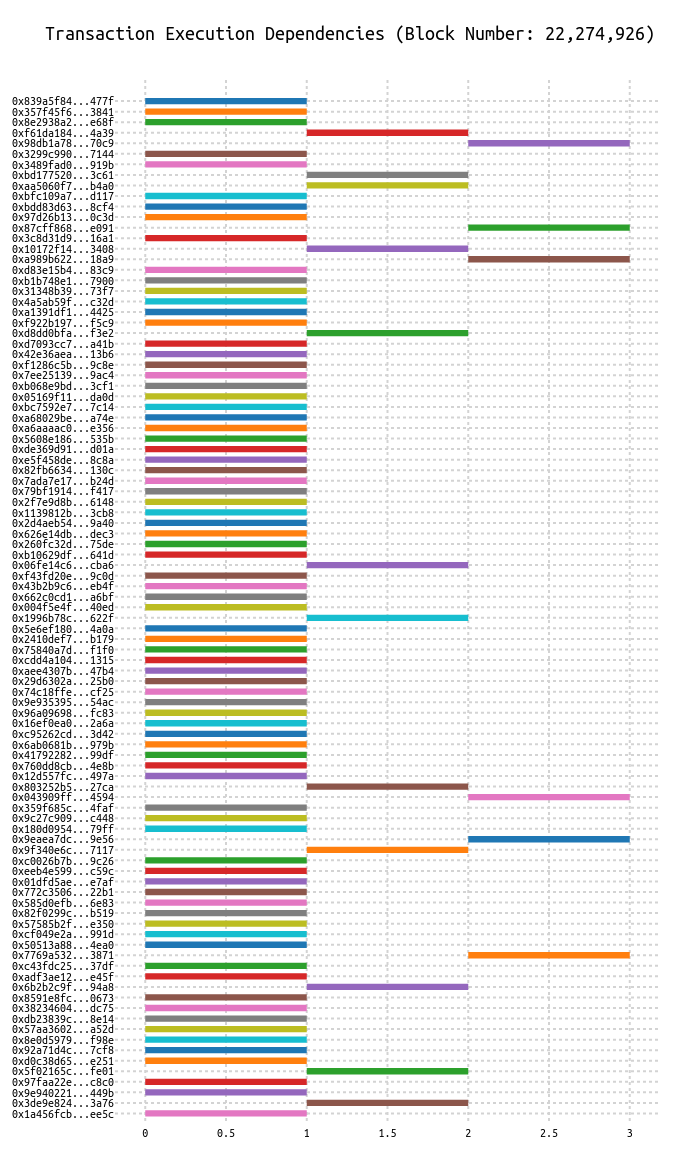 Transaction Execution Dependencies (Block Number: 22,274,926)
0x839a5f84...477f
0x357f45f6...3841
0x8e2938a2...e68f
0xf61da184...4a39
0x98db1a78...70c9
0x3299c990...7144
0x3489fad0...919b
0xbd177520...3c61
0xaa5060f7...b4a0
0xbfc109a7...d117
0xbdd83d63...8cf4
0x97d26b13...0c3d
0x87cff868...e091
0x3c8d31d9...16a1
0x10172f14...3408
0xa989b622...18a9
0xd83e15b4...83c9
0xb1b748e1...7900
0x31348b39...73f7
0x4a5ab59f...c32d
0xa1391df1...4425
0xf922b197...f5c9
0xd8dd0bfa...f3e2
0xd7093cc7...a41b
0x42e36aea...13b6
0xf1286c5b...9c8e
0x7ee25139...9ac4
0xb068e9bd...3cf1
0x05169f11...da0d
0xbc7592e7...7c14
0xa68029be...a74e
0xa6aaaac0...e356
0x5608e186...535b
0xde369d91...d01a
0xe5f458de...8c8a
0x82fb6634...130c
0x7ada7e17...b24d
0x79bf1914...f417
0x2f7e9d8b...6148
0x1139812b...3cb8
0x2d4aeb54...9a40
0x626e14db...dec3
0x260fc32d...75de
0xb10629df...641d
0x06fe14c6...cba6
0xf43fd20e...9c0d
0x43b2b9c6...eb4f
0x662c0cd1...a6bf
0x004f5e4f...40ed
0x1996b78c...622f
0x5e6ef180...4a0a
0x2410def7...b179
0x75840a7d...f1f0
0xcdd4a104...1315
0xaee4307b...47b4
0x29d6302a...25b0
0x74c18ffe...cf25
0x9e935395...54ac
0x96a09698...fc83
0x16ef0ea0...2a6a
0xc95262cd...3d42
0x6ab0681b...979b
0x41792282...99df
0x760dd8cb...4e8b
0x12d557fc...497a
0x803252b5...27ca
0x043909ff...4594
0x359f685c...4faf
0x9c27c909...c448
0x180d0954...79ff
0x9eaea7dc...9e56
0x9f340e6c...7117
0xc0026b7b...9c26
0xeeb4e599...c59c
0x01dfd5ae...e7af
0x772c3506...22b1
0x585d0efb...6e83
0x82f0299c...b519
0x57585b2f...e350
0xcf049e2a...991d
0x50513a88...4ea0
0x7769a532...3871
0xc43fdc25...37df
0xadf3ae12...e45f
0x6b2b2c9f...94a8
0x8591e8fc...0673
0x38234604...dc75
0xdb23839c...8e14
0x57aa3602...a52d
0x8e0d5979...f98e
0x92a71d4c...7cf8
0xd0c38d65...e251
0x5f02165c...fe01
0x97faa22e...c8c0
0x9e940221...449b
0x3de9e824...3a76
0x1a456fcb...ee5c
0 0.5 1 1.5 2 2.5 3